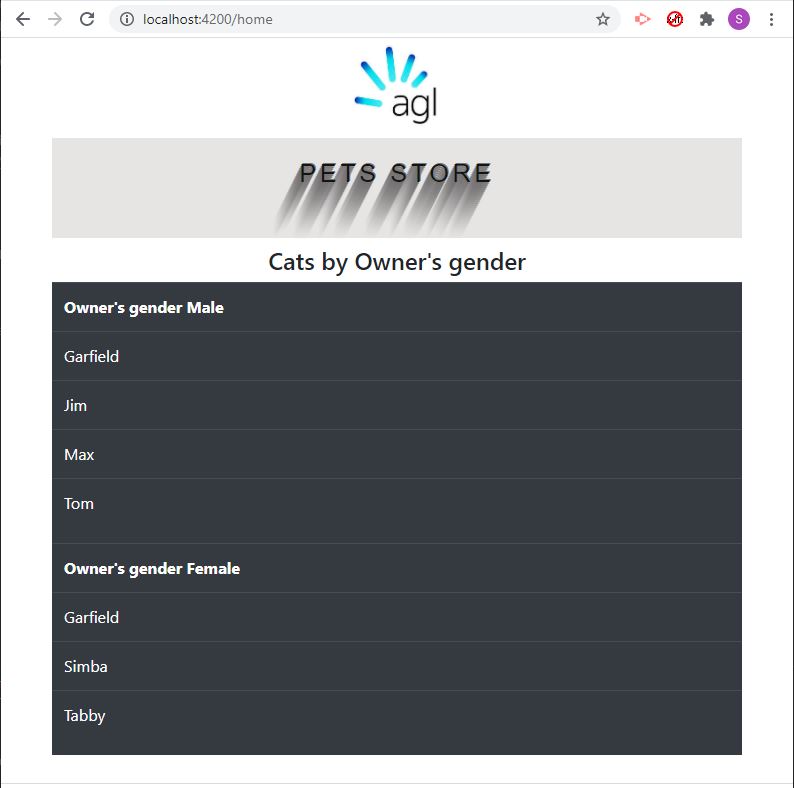 localhost:4200/home
S
agl
PETS STORE
Cats by Owner's gender
Owner's gender Male
Garfield
Jim
Max
Tom
Owner's gender Female
Garfield
Simba
Tabby